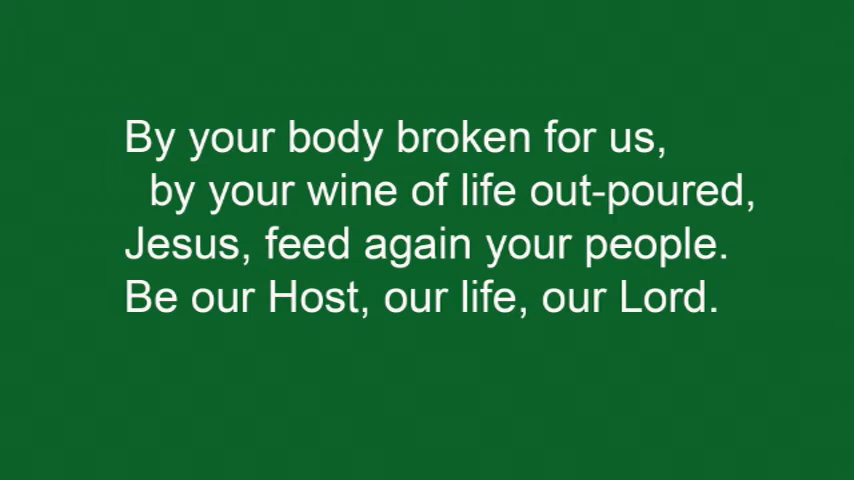 By your body broken for us,
by your wine of life out-poured,
Jesus, feed again your people.
Be our Host, our life, our Lord.